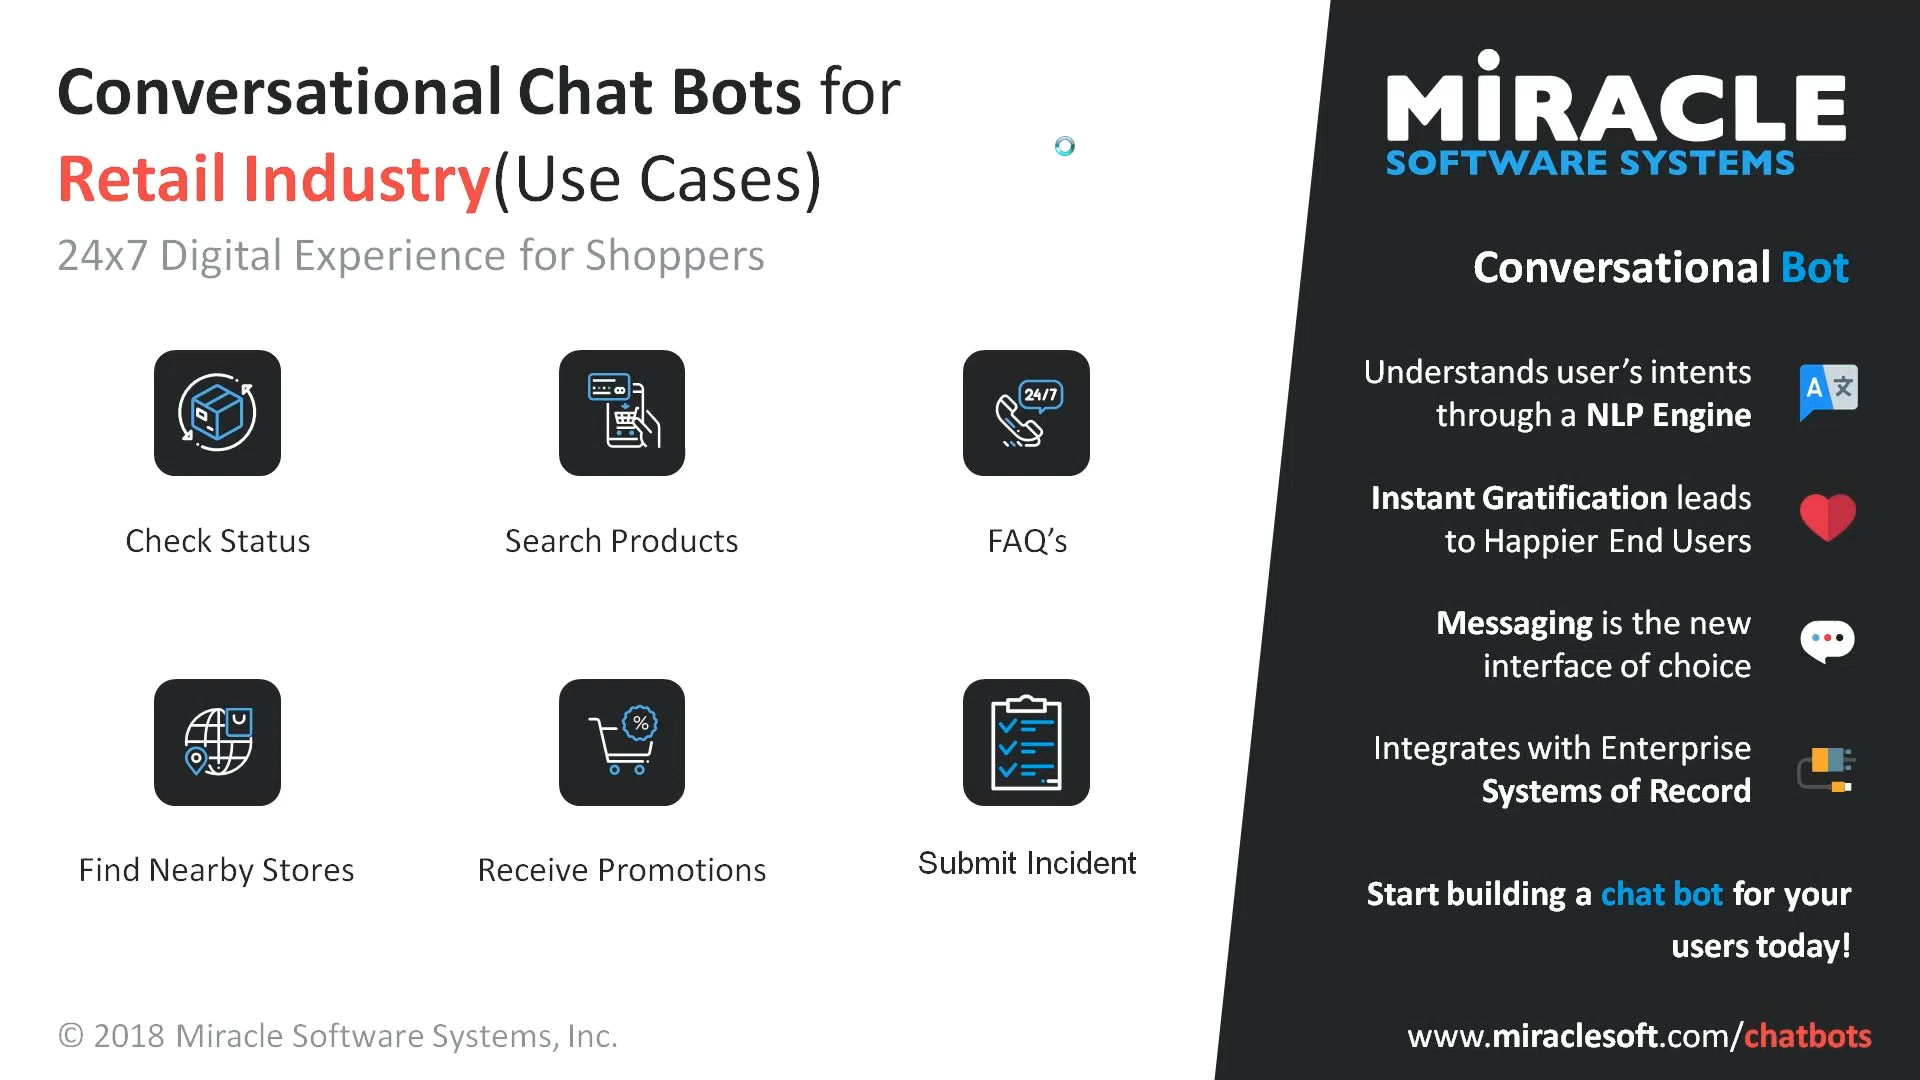 Conversational Chat Bots for
Retail Industry(Use Cases)
24x7 Digital Experience for Shoppers
24/7
Check Status
Search Products
FAQ’s
%
Find Nearby Stores
Receive Promotions
Submit Incident
© 2018 Miracle Software Systems, Inc.
MiRACLE
SOFTWARE SYSTEMS
Conversational Bot
Understands user’s intents
through a NLP Engine
A 文
Instant Gratification leads
to Happier End Users
Messaging is the new
interface of choice
Integrates with Enterprise
Systems of Record
Start building a chat bot for your
users today!
www.miraclesoft.com/chatbots